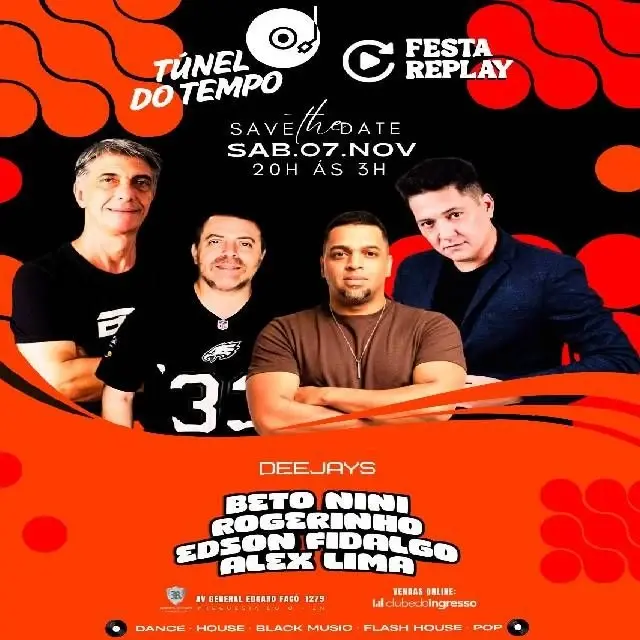 TÚNEL
DO TEMPO
FESTA
REPLAY
SAVE the DATE
SAB.07.NOV
20H ÁS 3H
33
DEEJAYS
BETO NINI
ROGERINHO
EDSON FIDALGO
ALEX LIMA
AV GENERAL EDGARD FACÓ 1279
VENDAS ONLINE:
clubedoingresso
DANCE · HOUSE · BLACK MUSIC · FLASH HOUSE · POP